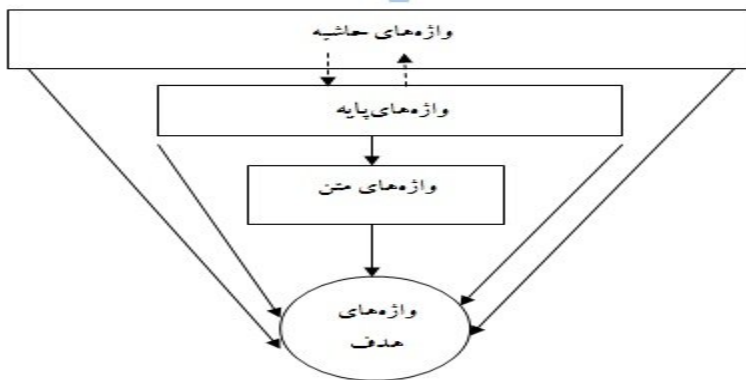 واژه‌های حاشیه
واژه‌های‌پایه
واژه‌های متن
واژه‌های
هدف